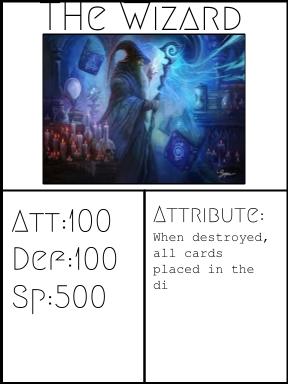 The Wizard
Att:100
Def:100
Sp:500
Attribute:
When destroyed,
all cards
placed in the
di